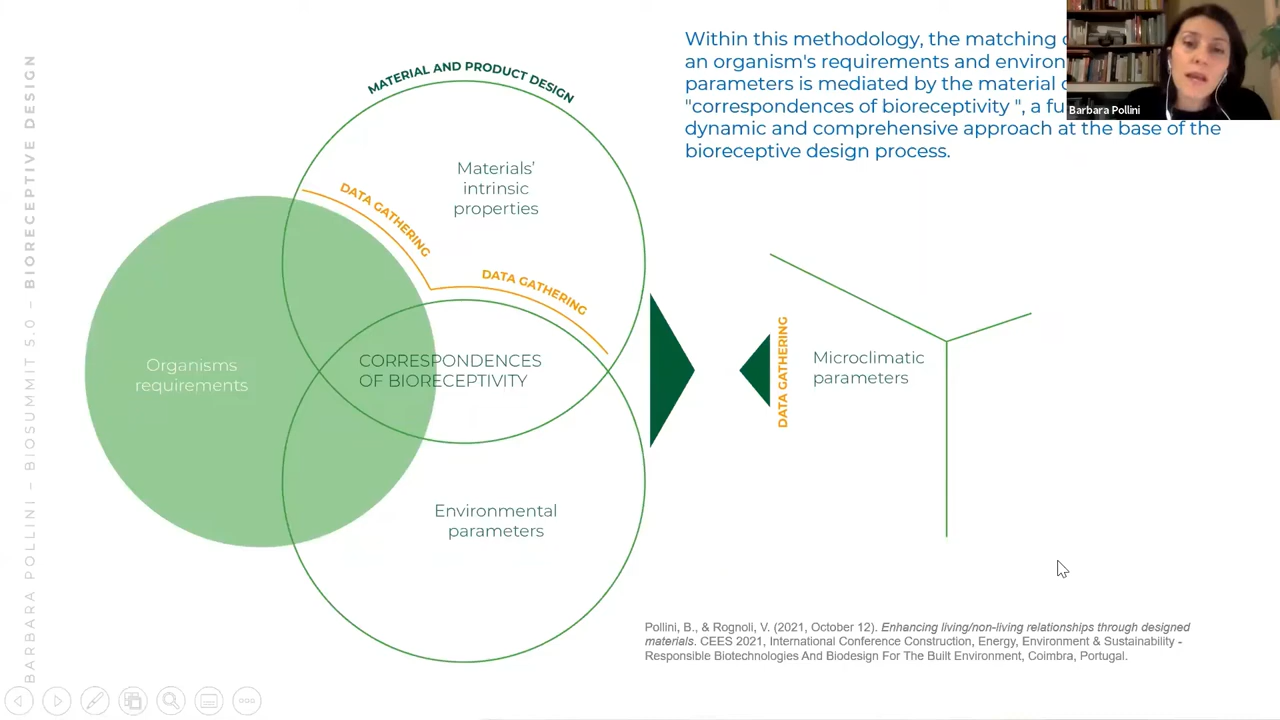 Within this methodology, the matching
an organism's requirements and
parameters is mediated by the material
"correspondences of bioreceptivity ", a
dynamic and comprehensive approach at the base of the
bioreceptive design process.
Barbara Pollini
BARBARA POLLINI – BIOSUMMIT 5.0 – BIORECEPTIVE DESIGN
MATERIAL AND PRODUCT DESIGN
Materials'
intrinsic
properties
DATA GATHERING
DATA GATHERING
Organisms
requirements
CORRESPONDENCES
OF BIORECEPTIVITY
Environmental
parameters
DATA GATHERING
Microclimatic
parameters
Pollini, B., & Rognoli, V. (2021, October 12). Enhancing living/non-living relationships through designed
materials. CEES 2021, International Conference Construction, Energy, Environment & Sustainability -
Responsible Biotechnologies And Biodesign For The Built Environment, Coimbra, Portugal.